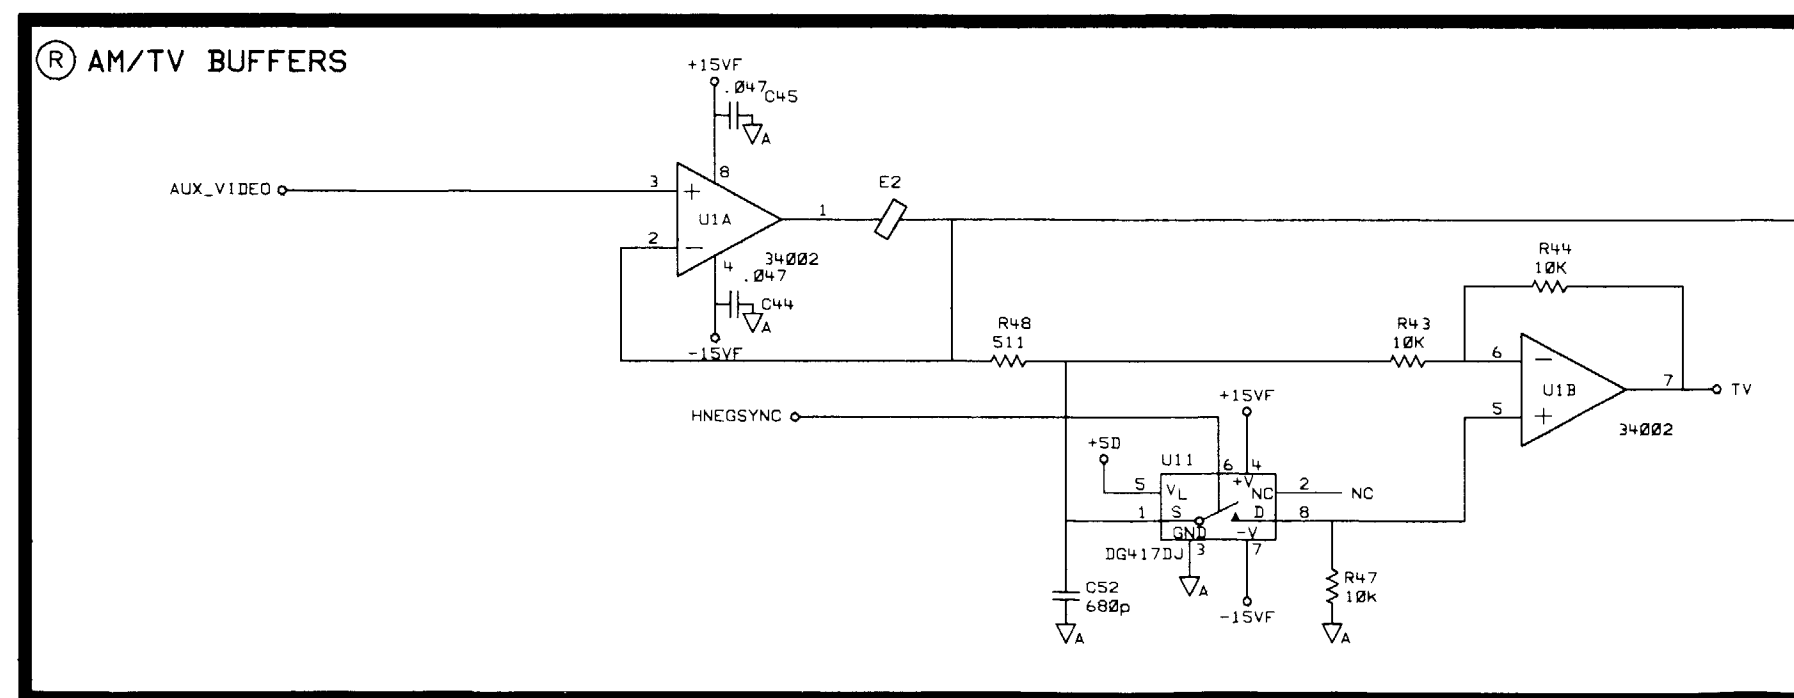 R AM/TV BUFFERS
+15VF
.047
C45
A
8
AUX_VIDEO
3
+
U1A
1
E2
2
−
4
34002
.047
C44
A
-15VF
R44
10K
R48
511
R43
10K
6
−
U1B
7
TV
5
+
34002
HNEGSYNC
+15VF
+5D
U11
6
4
5
VL
+V
NC
2
NC
1
S
D
8
GND
-V
DG417DJ
3
7
A
-15VF
C52
680p
A
R47
10k
A